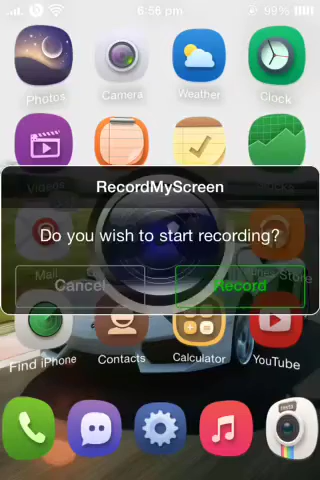 6:56 pm
99%
Photos
Camera
Weather
Clock
Videos
RecordMyScreen
Do you wish to start recording?
Cancel
Record
Mail
Store
Find iPhone
Contacts
Calculator
YouTube